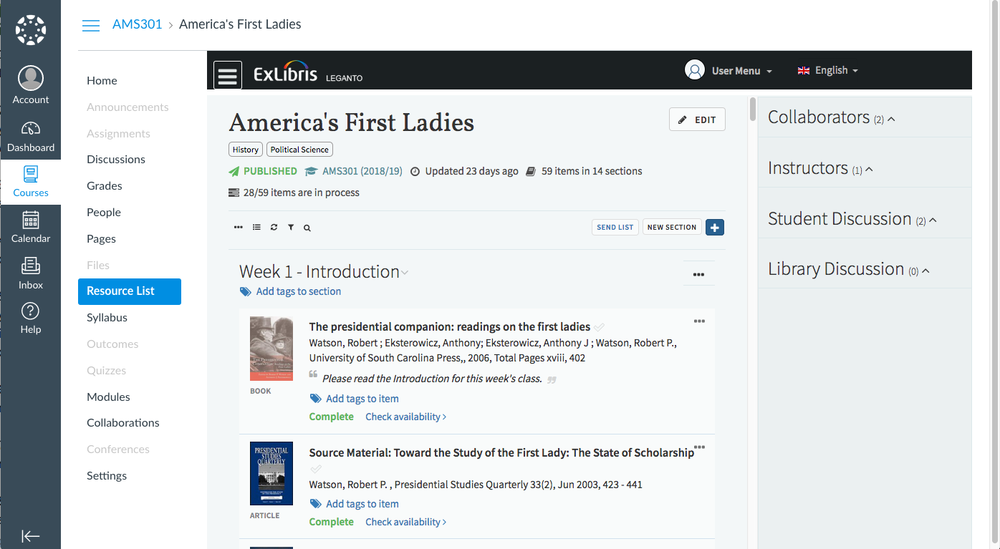 AMS301 › America's First Ladies
Account
Dashboard
Courses
Calendar
Inbox
Help
Home
Announcements
Assignments
Discussions
Grades
People
Pages
Files
Resource List
Syllabus
Outcomes
Quizzes
Modules
Collaborations
Conferences
Settings
ExLibris LEGANTO
User Menu
English
America's First Ladies
EDIT
History
Political Science
PUBLISHED AMS301 (2018/19) Updated 23 days ago 59 items in 14 sections
28/59 items are in process
SEND LIST
NEW SECTION
Week 1 - Introduction
Add tags to section
The presidential companion: readings on the first ladies
Watson, Robert ; Eksterowicz, Anthony; Eksterowicz, Anthony J ; Watson, Robert P.,
University of South Carolina Press,, 2006, Total Pages xviii, 402
“ Please read the Introduction for this week's class. ”
BOOK
Add tags to item
Complete Check availability ›
PRESIDENTIAL
STUDIES
QUARTERLY
Source Material: Toward the Study of the First Lady: The State of Scholarship
Watson, Robert P. , Presidential Studies Quarterly 33(2), Jun 2003, 423 - 441
ARTICLE
Add tags to item
Complete Check availability ›
Collaborators (2)
Instructors (1)
Student Discussion (2)
Library Discussion (0)